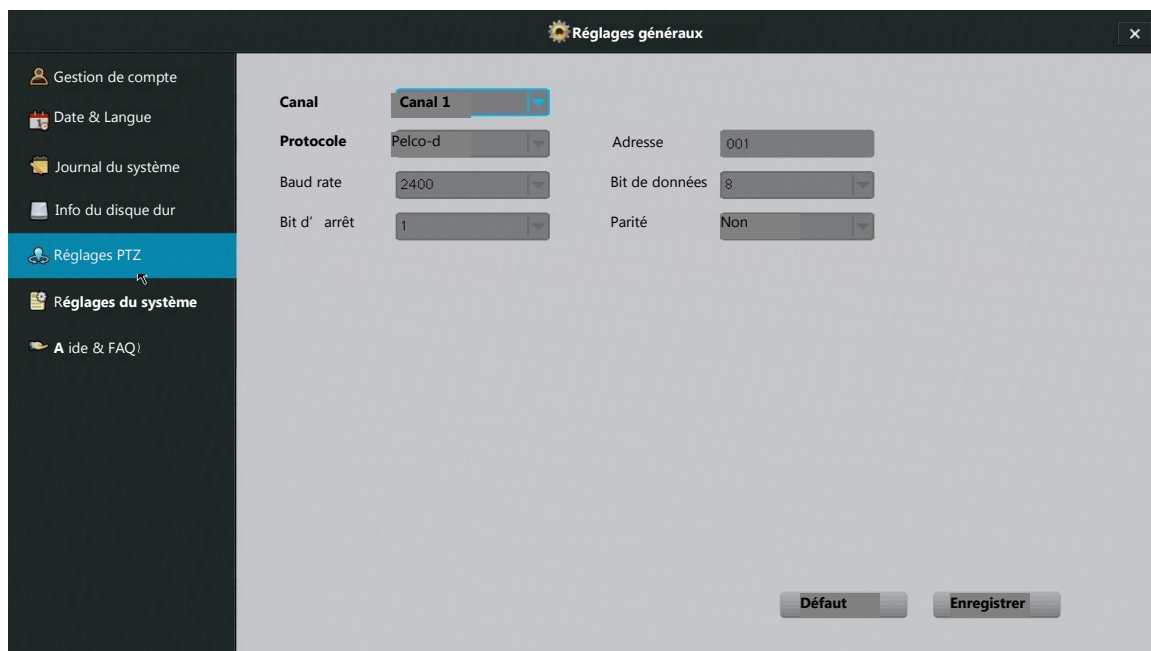 Réglages généraux
Gestion de compte
Date & Langue
Journal du système
Info du disque dur
Réglages PTZ
Réglages du système
A ide & FAQ
Canal Canal 1
Protocole Pelco-d Adresse 001
Baud rate 2400 Bit de données 8
Bit d’ arrêt 1 Parité Non
Défaut Enregistrer